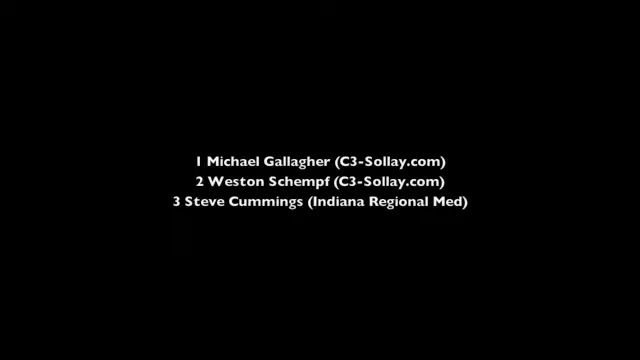 1 Michael Gallagher (C3-Sollay.com)
2 Weston Schempf (C3-Sollay.com)
3 Steve Cummings (Indiana Regional Med)